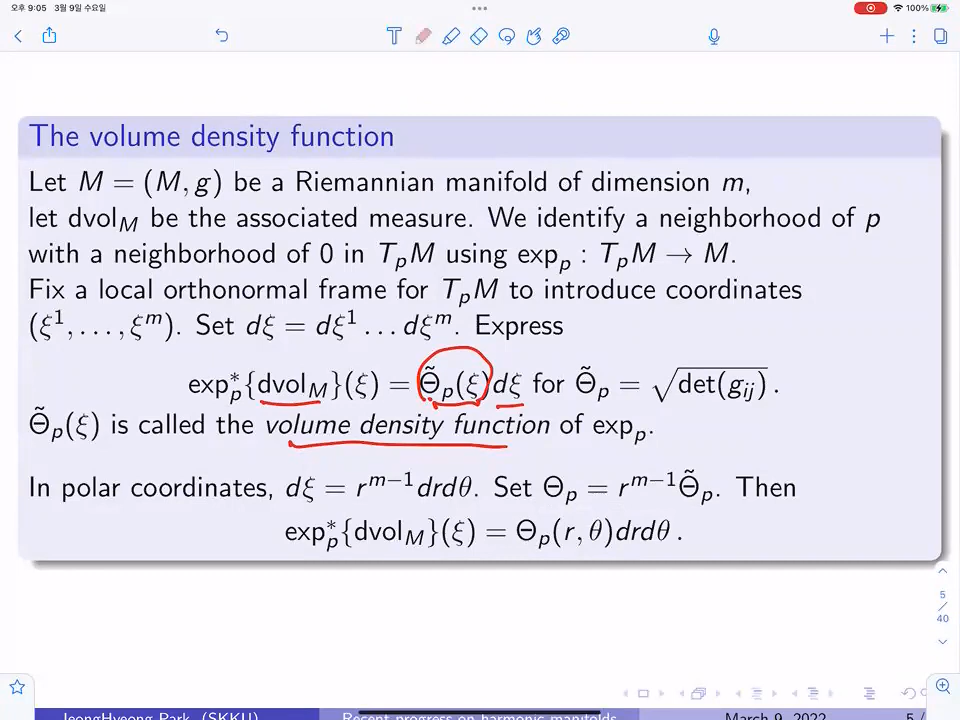 오후 9:05 3월 9일 수요일
100%
The volume density function
Let M = (M, g) be a Riemannian manifold of dimension m,
let dvol_M be the associated measure. We identify a neighborhood of p
with a neighborhood of 0 in T_pM using exp_p : T_pM → M.
Fix a local orthonormal frame for T_pM to introduce coordinates
(ξ^1, . . . , ξ^m). Set dξ = dξ^1 . . . dξ^m. Express
exp_p^*{dvol_M}(ξ) = Θ̃_p(ξ)dξ for Θ̃_p = √det(g_ij) .
Θ̃_p(ξ) is called the volume density function of exp_p.
In polar coordinates, dξ = r^{m−1}drdθ. Set Θ_p = r^{m−1}Θ̃_p. Then
exp_p^*{dvol_M}(ξ) = Θ_p(r, θ)drdθ .
5
/
40
JeongHyeong Park (SKKU) Recent progress on harmonic manifolds March 9, 2022 5 /